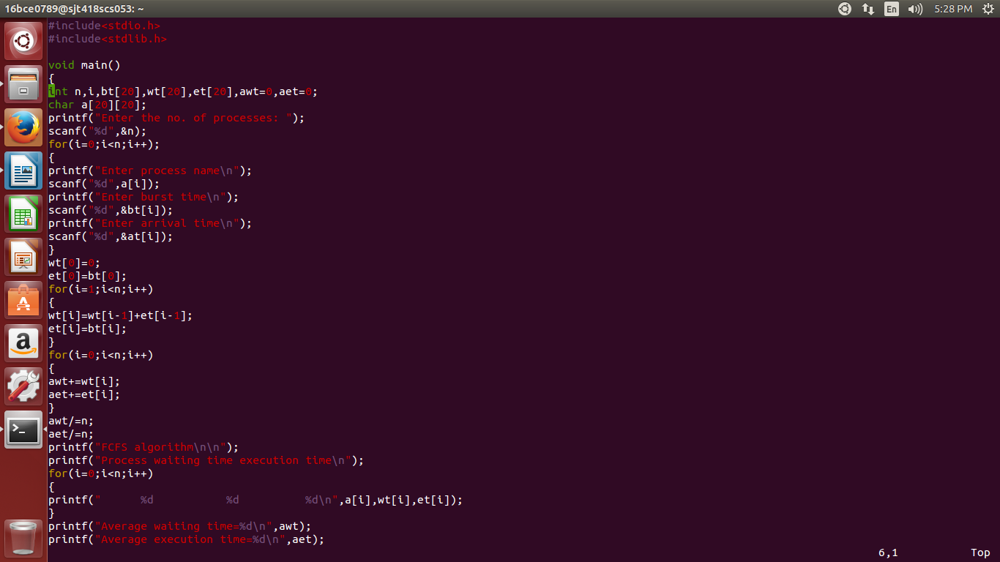 16bce0789@sjt418scs053: ~
En
5:28 PM
#include<stdio.h>
#include<stdlib.h>
void main()
{
int n,i,bt[20],wt[20],et[20],awt=0,aet=0;
char a[20][20];
printf("Enter the no. of processes: ");
scanf("%d",&n);
for(i=0;i<n;i++);
{
printf("Enter process name\n");
scanf("%d",a[i]);
printf("Enter burst time\n");
scanf("%d",&bt[i]);
printf("Enter arrival time\n");
scanf("%d",&at[i]);
}
wt[0]=0;
et[0]=bt[0];
for(i=1;i<n;i++)
{
wt[i]=wt[i-1]+et[i-1];
et[i]=bt[i];
}
for(i=0;i<n;i++)
{
awt+=wt[i];
aet+=et[i];
}
awt/=n;
aet/=n;
printf("FCFS algorithm\n\n");
printf("Process waiting time execution time\n");
for(i=0;i<n;i++)
{
printf("      %d           %d          %d\n",a[i],wt[i],et[i]);
}
printf("Average waiting time=%d\n",awt);
printf("Average execution time=%d\n",aet);
6,1 Top